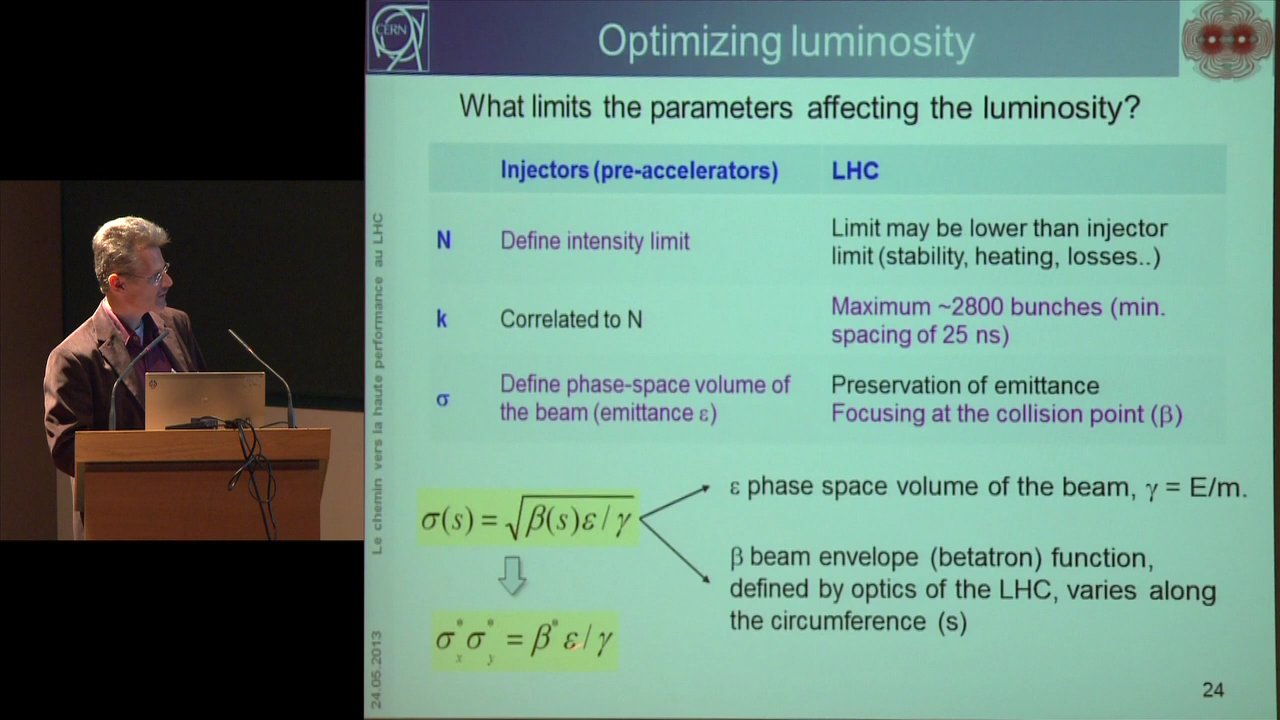 CERN
Optimizing luminosity
What limits the parameters affecting the luminosity?
Injectors (pre-accelerators) LHC
N Define intensity limit Limit may be lower than injector
limit (stability, heating, losses..)
k Correlated to N Maximum ~2800 bunches (min.
spacing of 25 ns)
σ Define phase-space volume of
the beam (emittance ε) Preservation of emittance
Focusing at the collision point (β)
σ(s) = √β(s)ε / γ
ε phase space volume of the beam, γ = E/m.
β beam envelope (betatron) function,
defined by optics of the LHC, varies along
the circumference (s)
σ*x σ*y = β* ε / γ
Le chemin vers la haute performance au LHC
24.05.2013
24